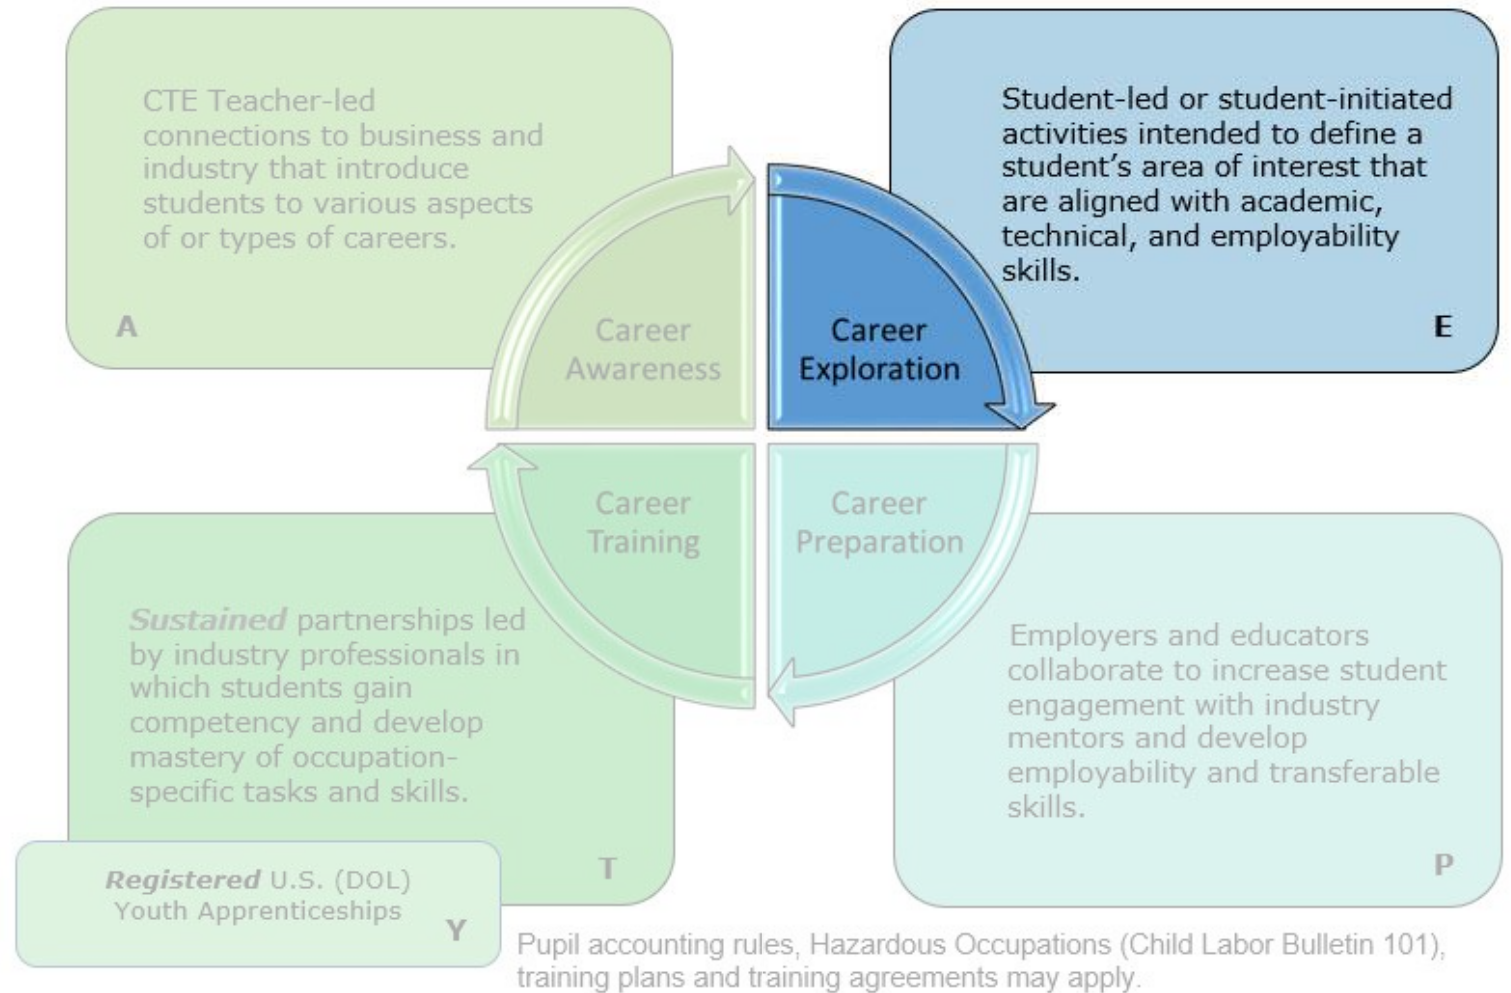 CTE Teacher-led
connections to business and
industry that introduce
students to various aspects
of or types of careers.
A
Student-led or student-initiated
activities intended to define a
student’s area of interest that
are aligned with academic,
technical, and employability
skills.
E
Career
Awareness
Career
Exploration
Career
Training
Career
Preparation
Sustained partnerships led
by industry professionals in
which students gain
competency and develop
mastery of occupation-
specific tasks and skills.
T
Registered U.S. (DOL)
Youth Apprenticeships
Y
Employers and educators
collaborate to increase student
engagement with industry
mentors and develop
employability and transferable
skills.
P
Pupil accounting rules, Hazardous Occupations (Child Labor Bulletin 101),
training plans and training agreements may apply.